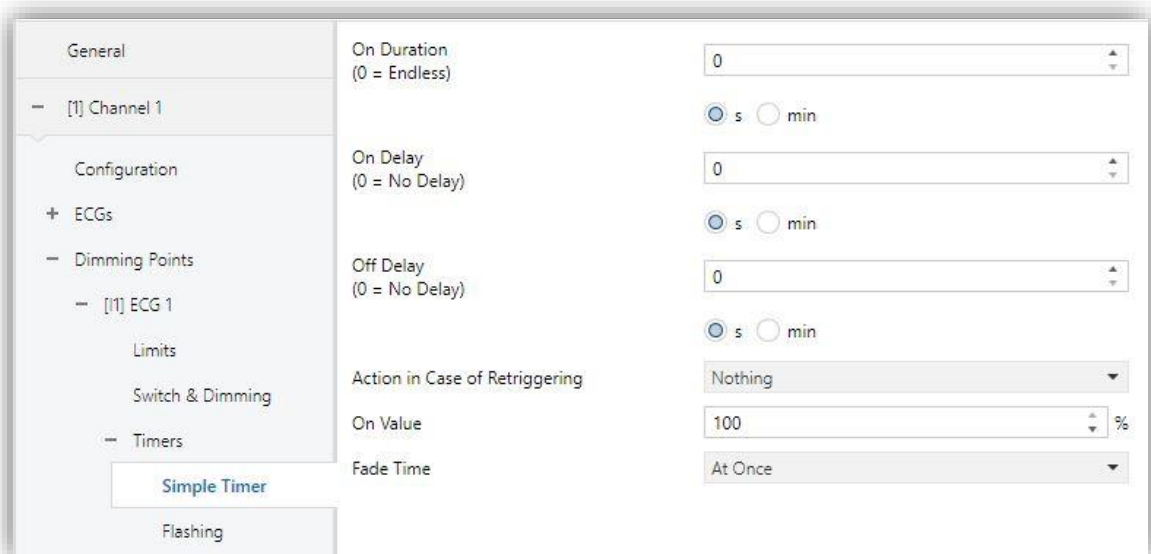 General
[1] Channel 1
Configuration
ECGs
Dimming Points
[I1] ECG 1
Limits
Switch & Dimming
Timers
Simple Timer
Flashing
On Duration
(0 = Endless)
0
s min
On Delay
(0 = No Delay)
0
s min
Off Delay
(0 = No Delay)
0
s min
Action in Case of Retriggering Nothing
On Value 100 %
Fade Time At Once